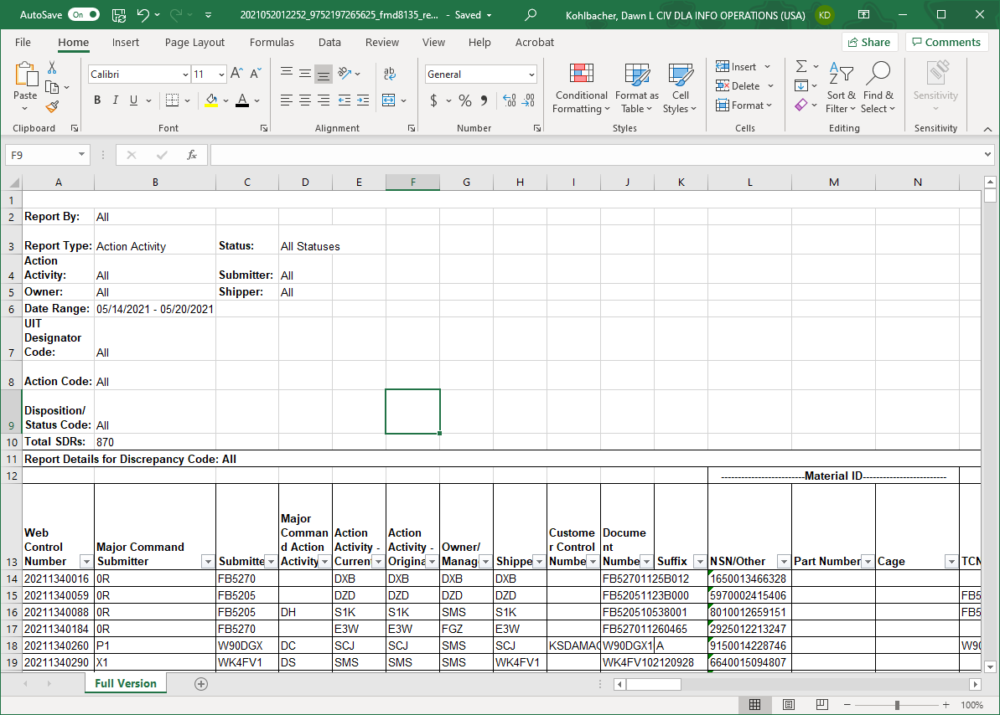 AutoSave On 2021052012252_9752197265625_fmd8135_re... - Saved Kohlbacher, Dawn L CIV DLA INFO OPERATIONS (USA) KD
File Home Insert Page Layout Formulas Data Review View Help Acrobat Share Comments
Paste
Calibri 11
General
Conditional Formatting
Format as Table
Cell Styles
Insert
Delete
Format
Sort & Filter
Find & Select
Sensitivity
Clipboard Font Alignment Number Styles Cells Editing Sensitivity
F9 fx
A B C D E F G H I J K L M N
1
2 Report By: All
3 Report Type: Action Activity Status: All Statuses
4 Action Activity: All Submitter: All
5 Owner: All Shipper: All
6 Date Range: 05/14/2021 - 05/20/2021
7 UIT Designator Code: All
8 Action Code: All
9 Disposition/ Status Code: All
10 Total SDRs: 870
11 Report Details for Discrepancy Code: All
12 -------------------------Material ID-------------------------
13 Web Control Number Major Command Submitter Submitte Major Comman d Action Activity Action Activity - Curren Action Activity - Origina Owner/ Manag Shippe Custome r Control Numbe Docume nt Numbe Suffix NSN/Other Part Number Cage TCN
14 20211340016 0R FB5270 DXB DXB DXB DXB FB52701125B012 1650013466328
15 20211340059 0R FB5205 DZD DZD DZD DZD FB52051123B000 5970002415406 FB5
16 20211340088 0R FB5205 DH S1K S1K SMS S1K FB520510538001 8010012659151 FB5
17 20211340184 0R FB5270 E3W E3W FGZ E3W FB527011260465 2925012213247
18 20211340260 P1 W90DGX DC SCJ SCJ SMS SCJ KSDAMAC W90DGX1 A 9150014228746 W90
19 20211340290 X1 WK4FV1 DS SMS SMS SMS WK4FV1 WK4FV102120928 6640015094807
Full Version
100%